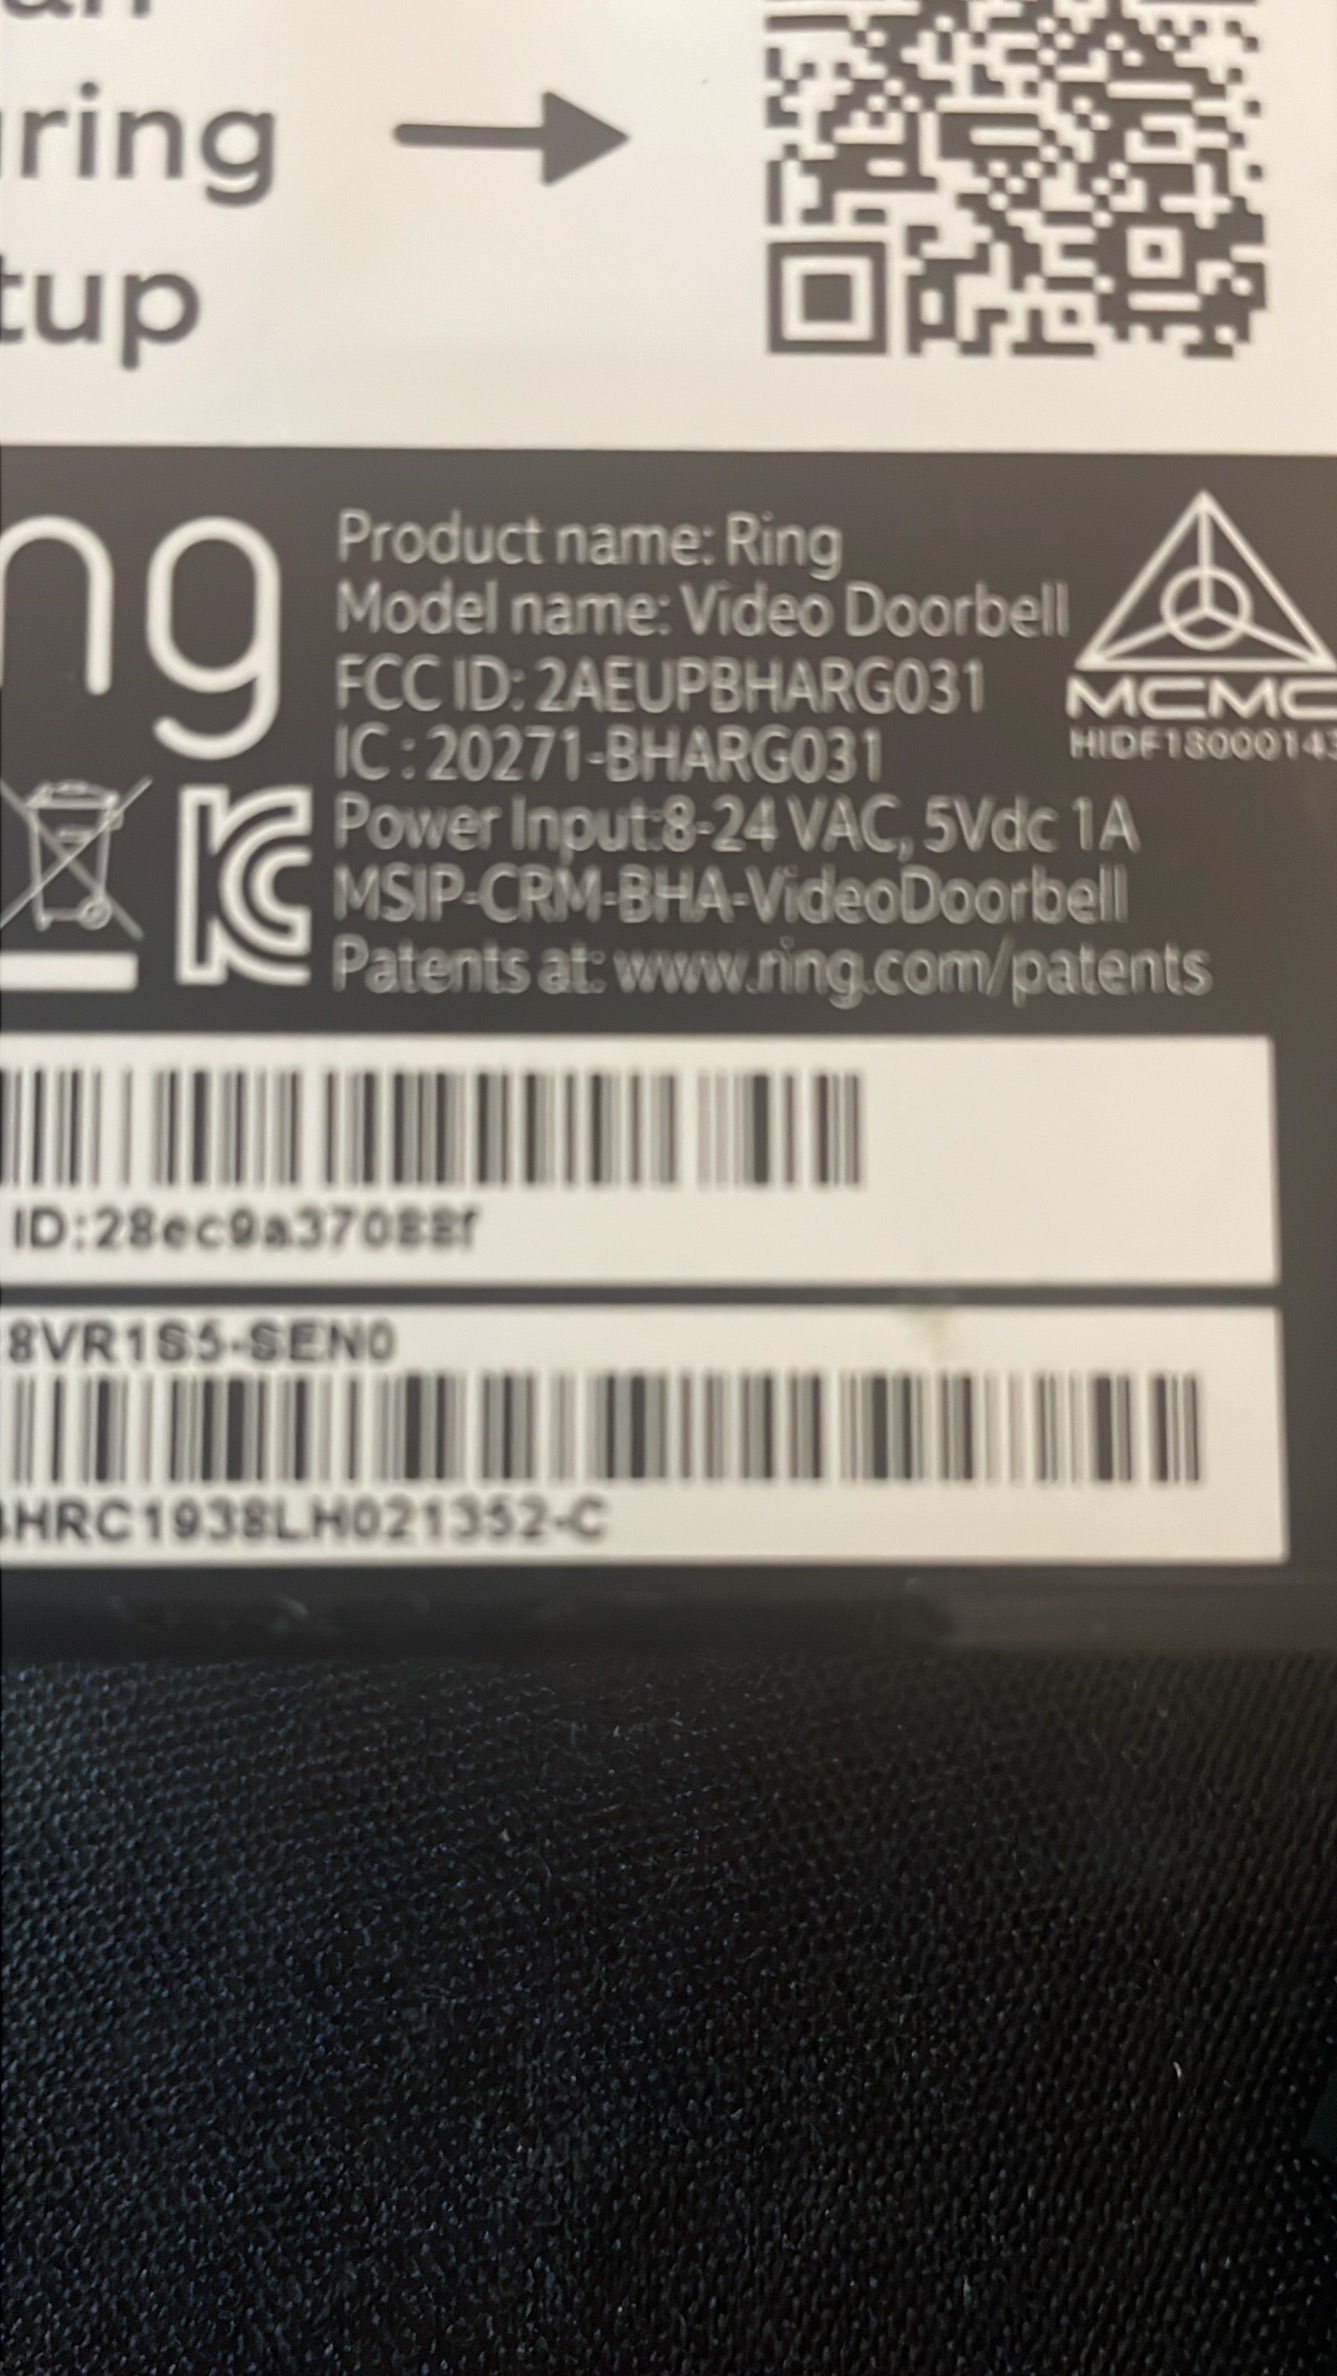 ring
tup
ng
Product name: Ring
Model name: Video Doorbell
FCC ID: 2AEUPBHARG031
IC : 20271-BHARG031
Power Input:8-24 VAC, 5Vdc 1A
MSIP-CRM-BHA-VideoDoorbell
Patents at: www.ring.com/patents
MCMC
HIDF1800014
ID:28ec9a37088f
8VR1S5-SEN0
HRC1938LH021352-C